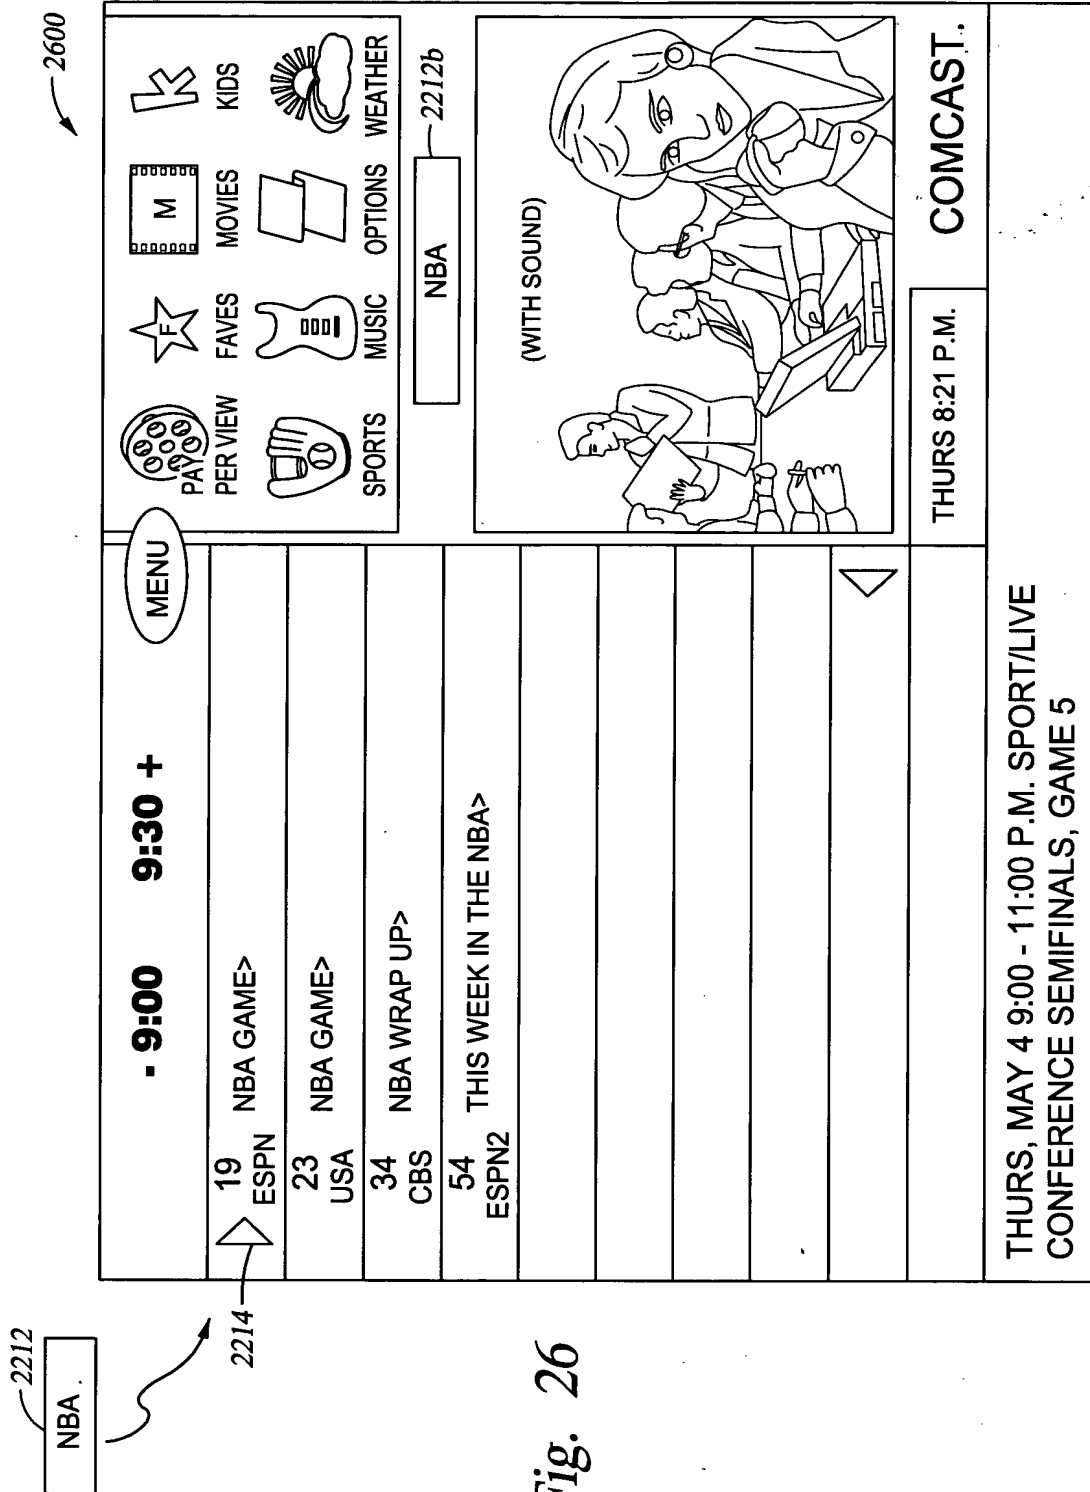 2212
NBA
2214
2600
- 9:00 9:30 +
MENU
19
ESPN
NBA GAME>
23
USA
NBA GAME>
34
CBS
NBA WRAP UP>
54
ESPN2
THIS WEEK IN THE NBA>
PAY
PER VIEW
F
FAVES
M
MOVIES
K
KIDS
SPORTS
MUSIC
OPTIONS
WEATHER
NBA
2212b
(WITH SOUND)
THURS 8:21 P.M.
COMCAST.
THURS, MAY 4 9:00 - 11:00 P.M. SPORT/LIVE
CONFERENCE SEMIFINALS, GAME 5
Fig. 26